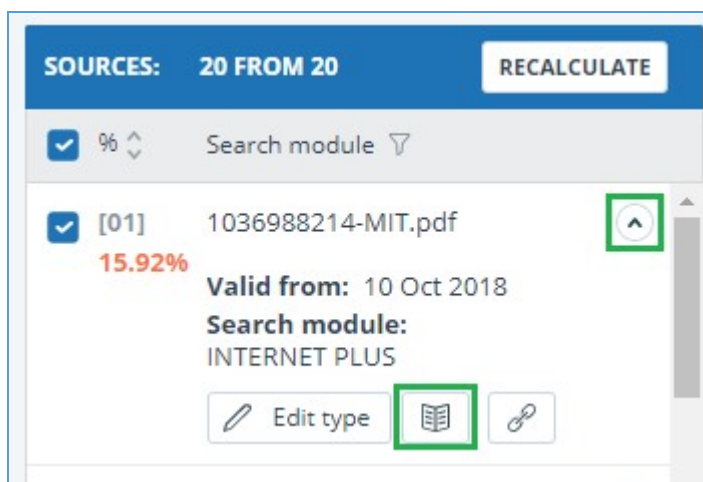 SOURCES: 20 FROM 20 RECALCULATE
% Search module
[01] 1036988214-MIT.pdf
15.92%
Valid from: 10 Oct 2018
Search module:
INTERNET PLUS
Edit type